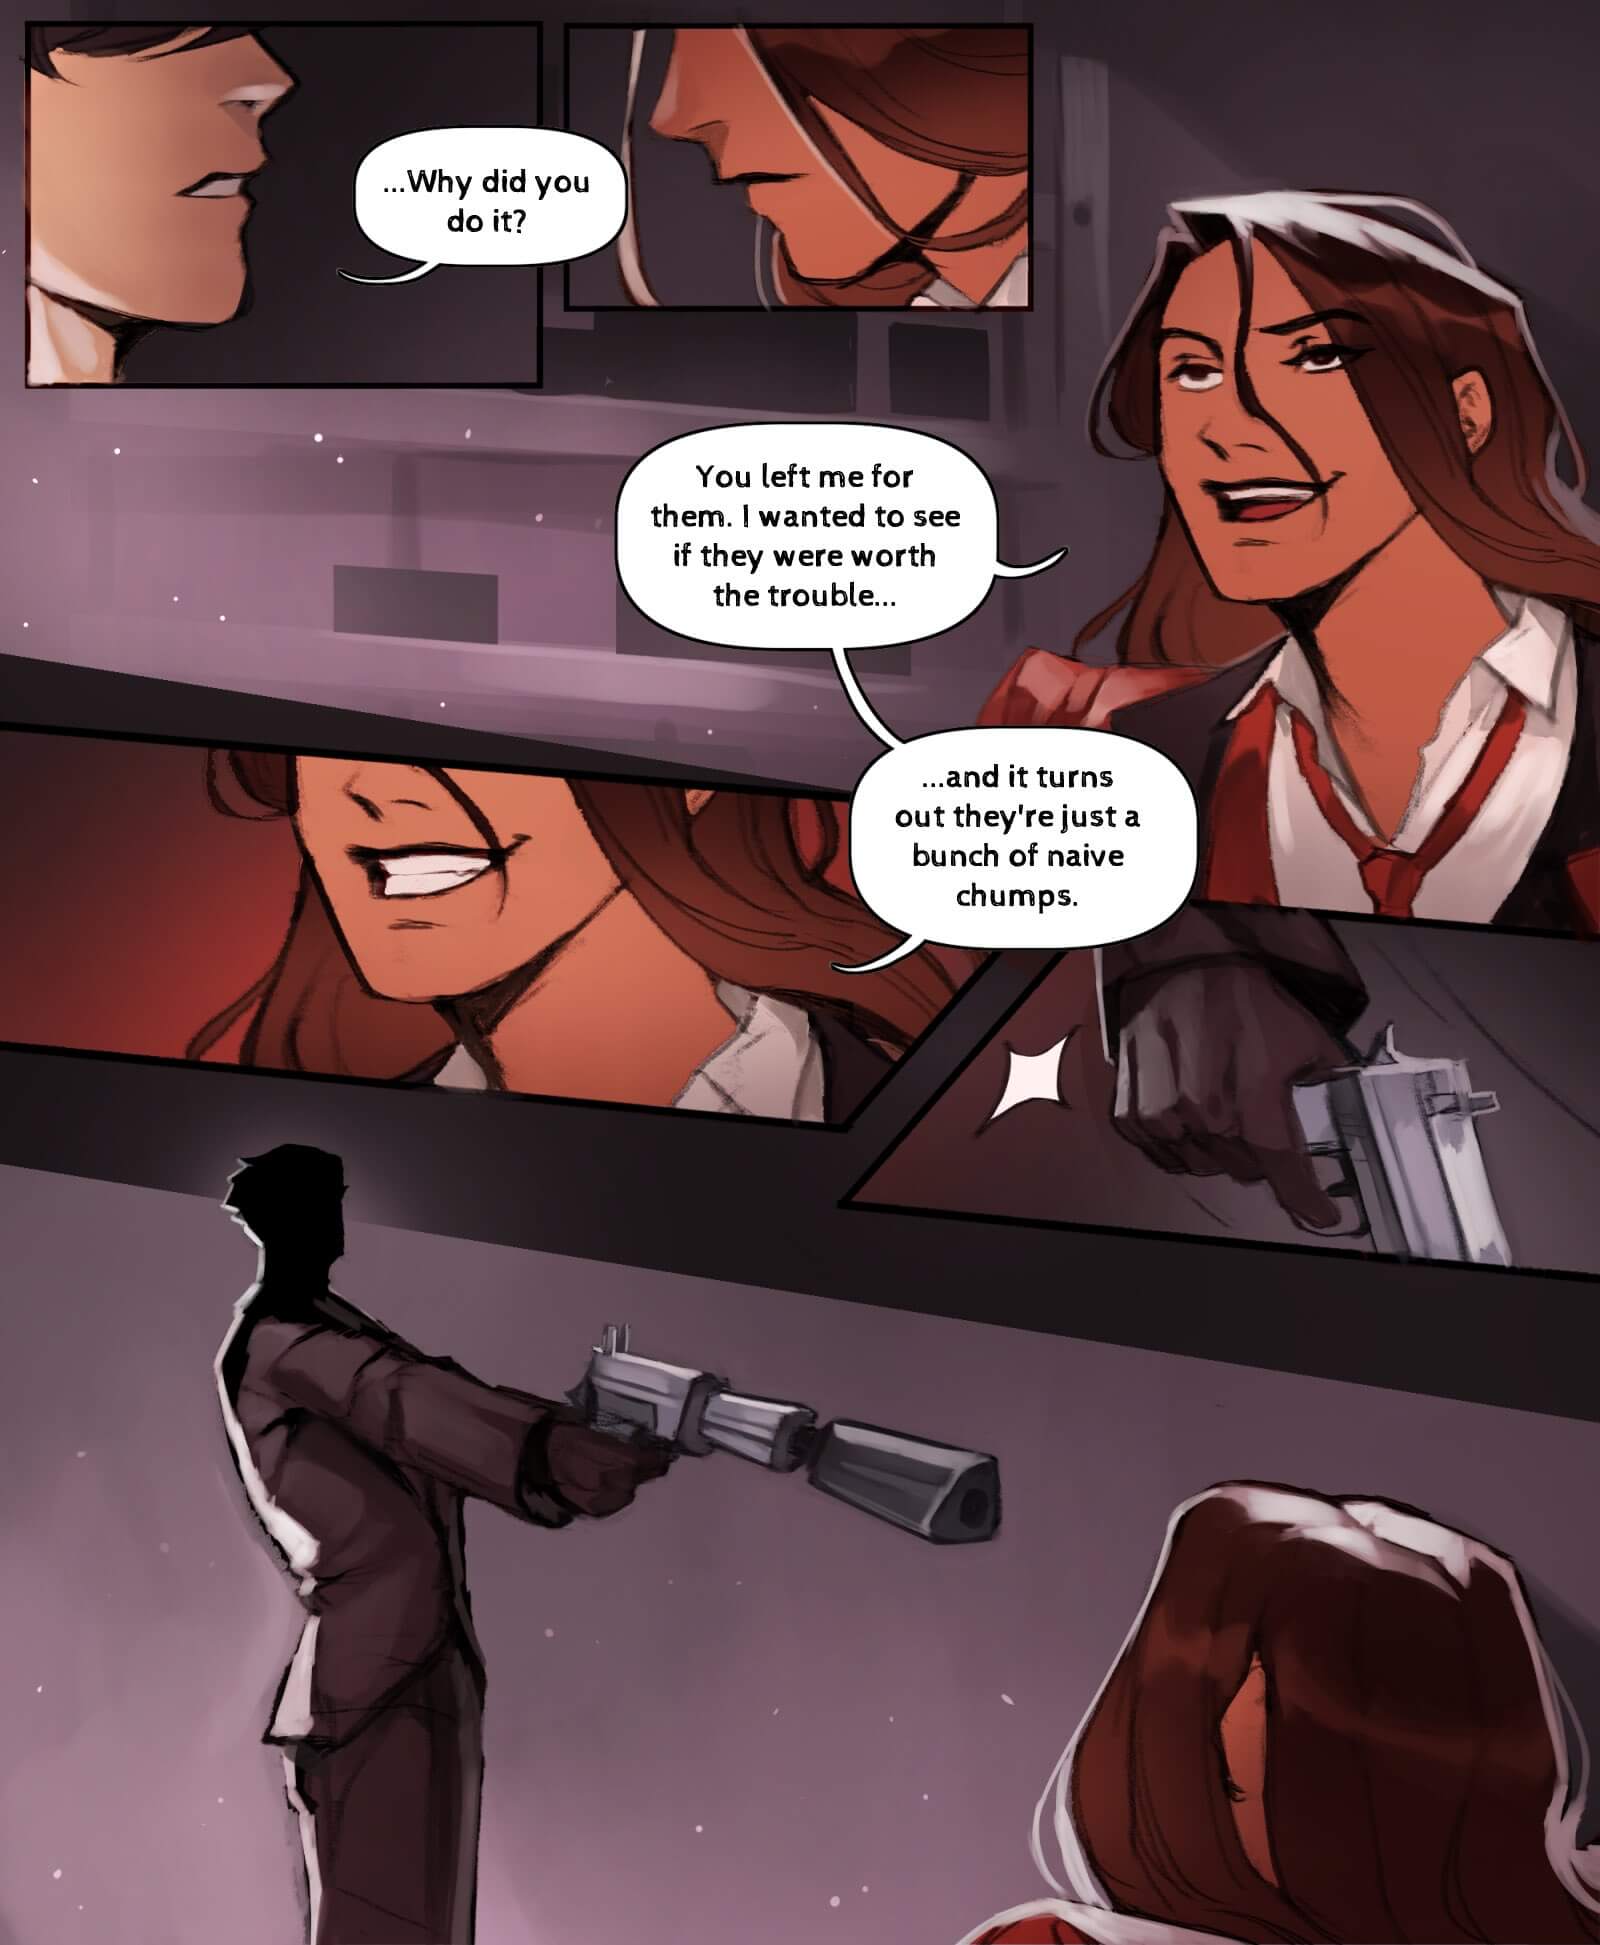 ...Why did you
do it?
You left me for
them. I wanted to see
if they were worth
the trouble...
...and it turns
out they're just a
bunch of naive
chumps.